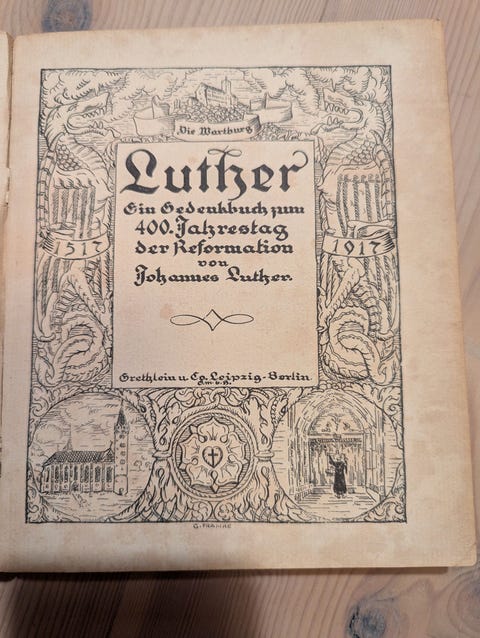 Die Wartburg
Luther
Ein Gedenkbuch zum
400. Jahrestag
der Reformation
von
Johannes Luther.
1517
1917
Grethlein u. Co. Leipzig-Berlin
G.m.b.H.